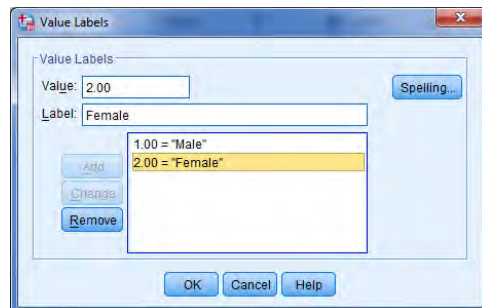 Value Labels
Value Labels
Value: 2.00
Spelling...
Label: Female
1.00 = "Male"
2.00 = "Female"
Add
Change
Remove
OK Cancel Help